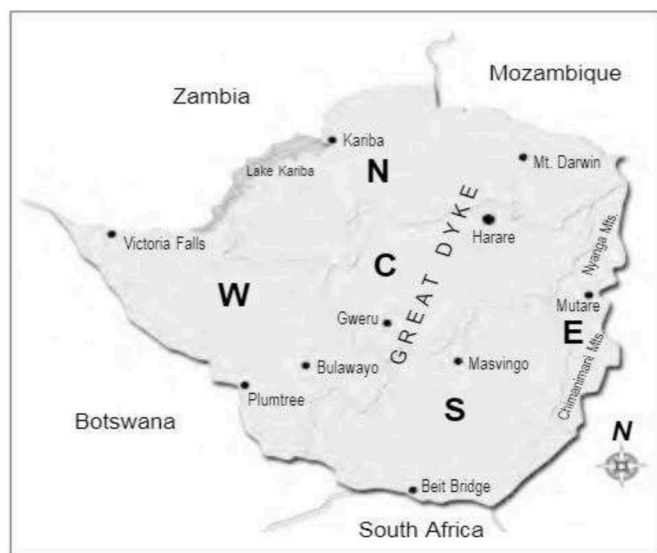 Mozambique
Zambia
Kariba
Lake Kariba
N
Mt. Darwin
Harare
Victoria Falls
GREAT DYKE
C
Nyanga Mts.
W
Mutare
Gweru
E
Chimanimani Mts.
Bulawayo
Masvingo
Plumtree
S
Botswana
N
Beit Bridge
South Africa